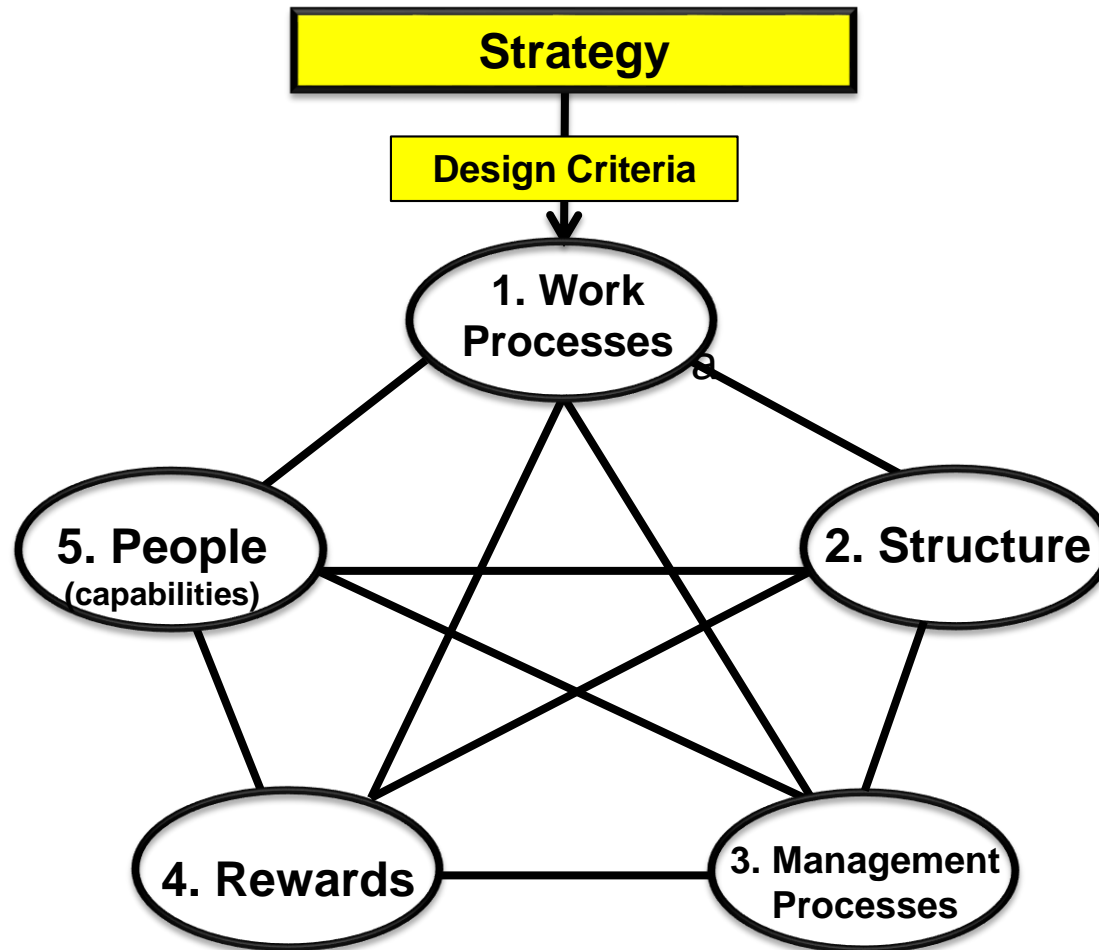 Strategy
Design Criteria
1. Work
Processes
a
5. People
(capabilities)
2. Structure
4. Rewards
3. Management
Processes